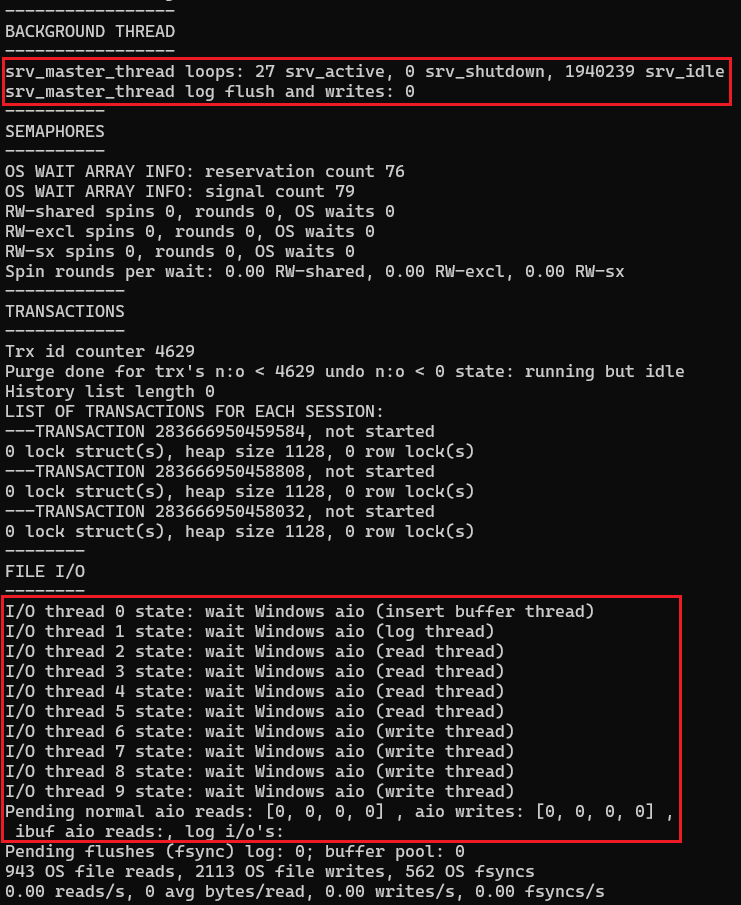 -----------------
BACKGROUND THREAD
-----------------
srv_master_thread loops: 27 srv_active, 0 srv_shutdown, 1940239 srv_idle
srv_master_thread log flush and writes: 0
----------
SEMAPHORES
----------
OS WAIT ARRAY INFO: reservation count 76
OS WAIT ARRAY INFO: signal count 79
RW-shared spins 0, rounds 0, OS waits 0
RW-excl spins 0, rounds 0, OS waits 0
RW-sx spins 0, rounds 0, OS waits 0
Spin rounds per wait: 0.00 RW-shared, 0.00 RW-excl, 0.00 RW-sx
------------
TRANSACTIONS
------------
Trx id counter 4629
Purge done for trx's n:o < 4629 undo n:o < 0 state: running but idle
History list length 0
LIST OF TRANSACTIONS FOR EACH SESSION:
---TRANSACTION 283666950459584, not started
0 lock struct(s), heap size 1128, 0 row lock(s)
---TRANSACTION 283666950458808, not started
0 lock struct(s), heap size 1128, 0 row lock(s)
---TRANSACTION 283666950458032, not started
0 lock struct(s), heap size 1128, 0 row lock(s)
--------
FILE I/O
--------
I/O thread 0 state: wait Windows aio (insert buffer thread)
I/O thread 1 state: wait Windows aio (log thread)
I/O thread 2 state: wait Windows aio (read thread)
I/O thread 3 state: wait Windows aio (read thread)
I/O thread 4 state: wait Windows aio (read thread)
I/O thread 5 state: wait Windows aio (read thread)
I/O thread 6 state: wait Windows aio (write thread)
I/O thread 7 state: wait Windows aio (write thread)
I/O thread 8 state: wait Windows aio (write thread)
I/O thread 9 state: wait Windows aio (write thread)
Pending normal aio reads: [0, 0, 0, 0] , aio writes: [0, 0, 0, 0] ,
 ibuf aio reads:, log i/o's:
Pending flushes (fsync) log: 0; buffer pool: 0
943 OS file reads, 2113 OS file writes, 562 OS fsyncs
0.00 reads/s, 0 avg bytes/read, 0.00 writes/s, 0.00 fsyncs/s